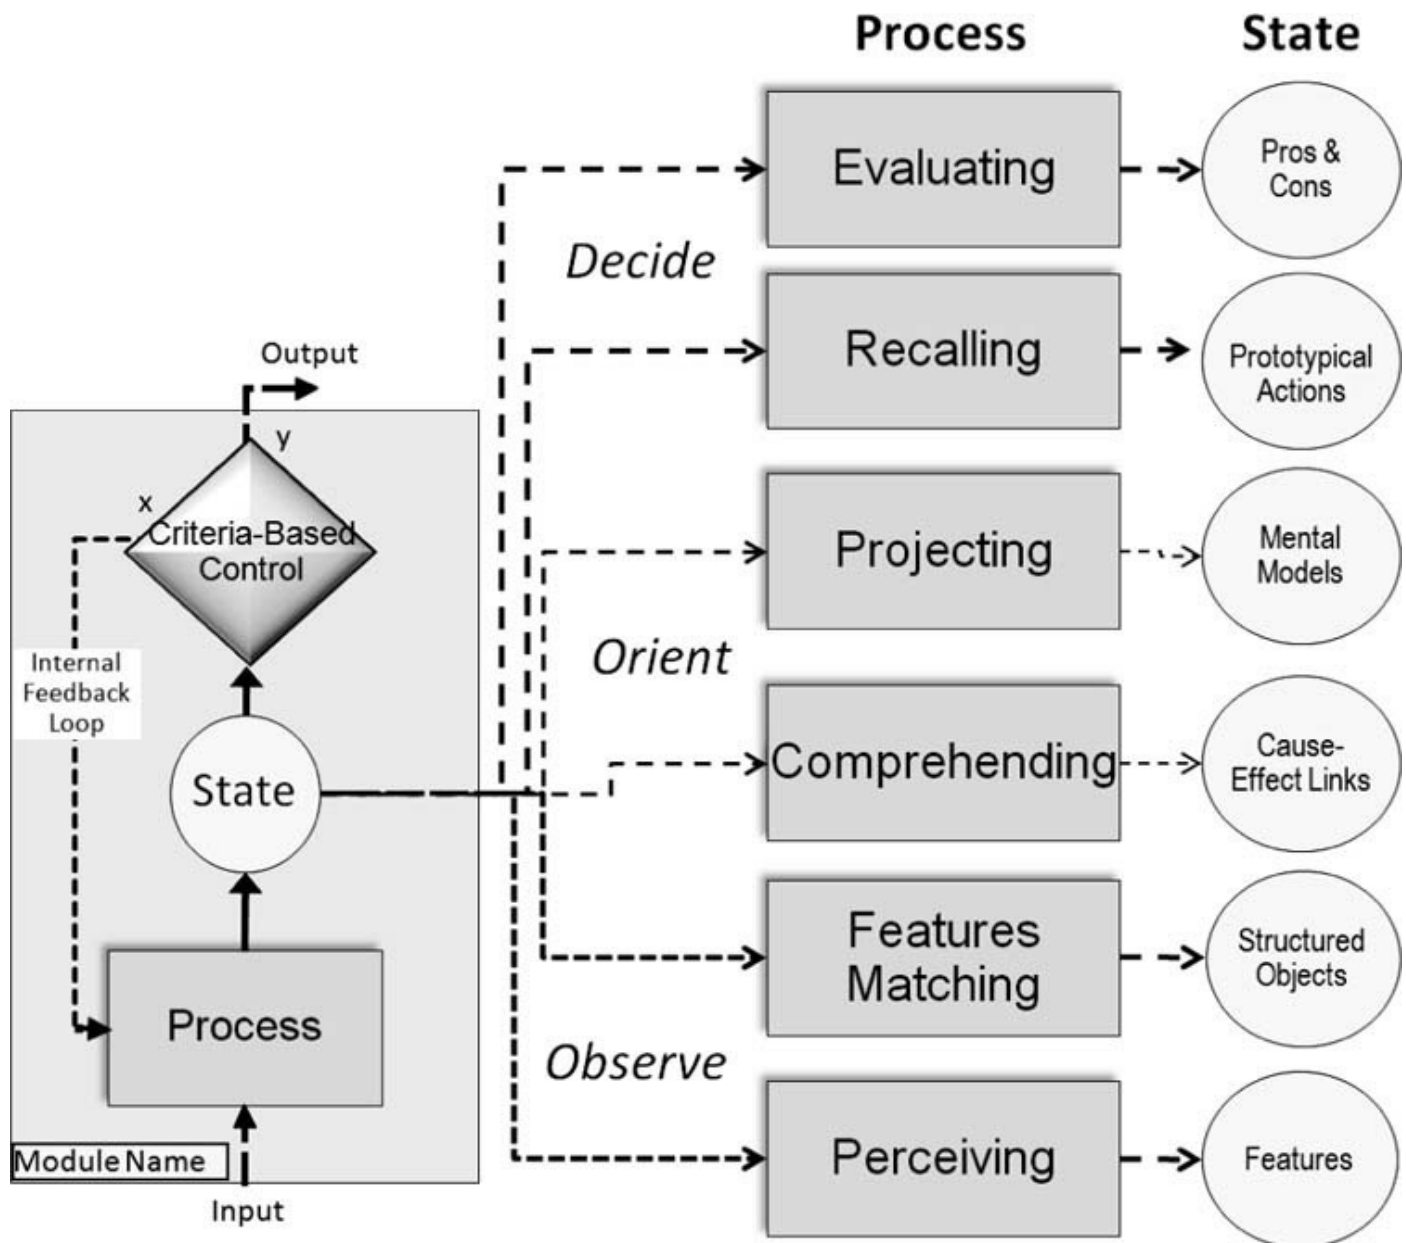 Process
State
Evaluating
Pros &
Cons
Decide
Recalling
Prototypical
Actions
Output
y
x
Criteria-Based
Control
Projecting
Mental
Models
Internal
Feedback
Loop
Orient
State
Comprehending
Cause-
Effect Links
Features
Matching
Structured
Objects
Process
Observe
Perceiving
Features
Module Name
Input